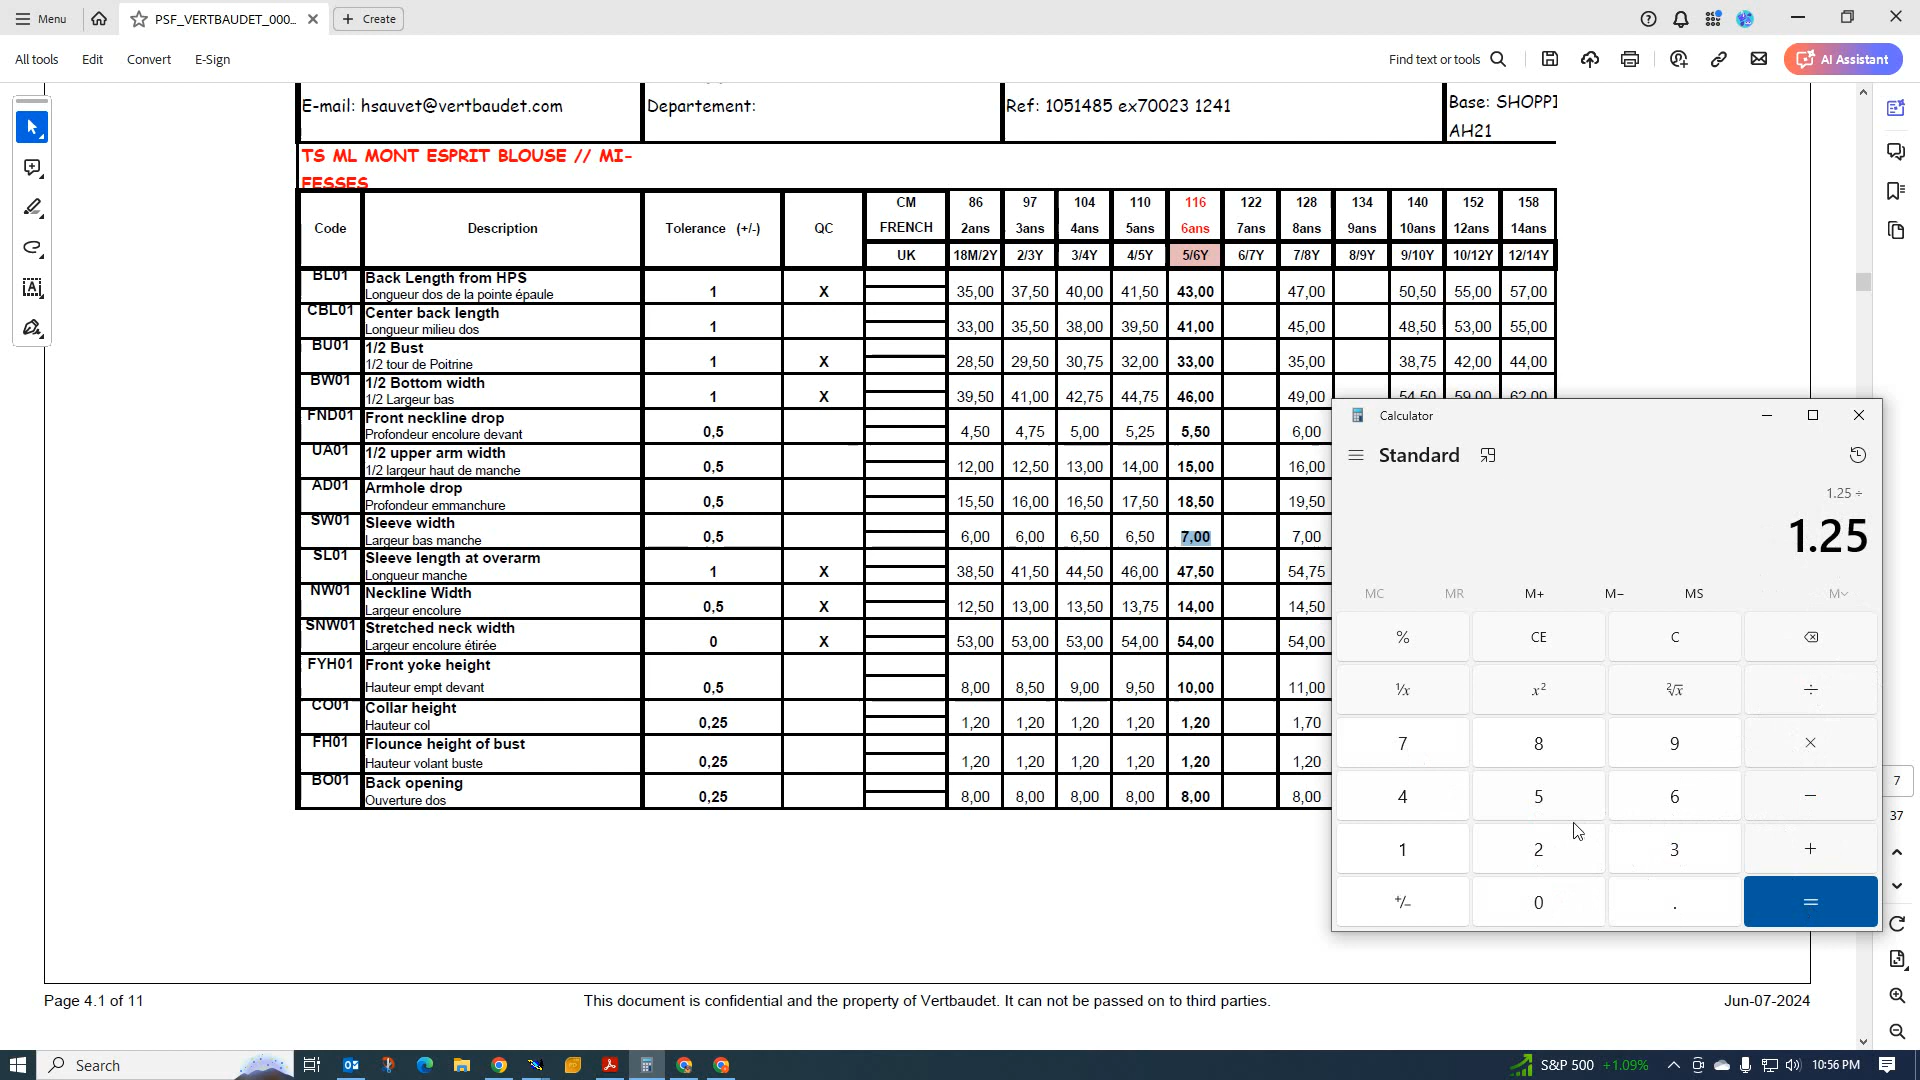 Menu
PSF_VERTBAUDET_000...
Create
All tools
Edit
Convert
E-Sign
Find text or tools
AI Assistant
E-mail: hsauvet@vertbaudet.com
Departement:
Ref: 1051485 ex70023 1241
Base: SHOPPI
AH21
TS ML MONT ESPRIT BLOUSE // MI-
FESSES
Code Description Tolerance (+/-) QC
CM 86 97 104 110 116 122 128 134 140 152 158
FRENCH 2ans 3ans 4ans 5ans 6ans 7ans 8ans 9ans 10ans 12ans 14ans
UK 18M/2Y 2/3Y 3/4Y 4/5Y 5/6Y 6/7Y 7/8Y 8/9Y 9/10Y 10/12Y 12/14Y
BL01 Back Length from HPS
Longueur dos de la pointe épaule 1 X 35,00 37,50 40,00 41,50 43,00 47,00 50,50 55,00 57,00
CBL01 Center back length
Longueur milieu dos 1 33,00 35,50 38,00 39,50 41,00 45,00 48,50 53,00 55,00
BU01 1/2 Bust
1/2 tour de Poitrine 1 X 28,50 29,50 30,75 32,00 33,00 35,00 38,75 42,00 44,00
BW01 1/2 Bottom width
1/2 Largeur bas 1 X 39,50 41,00 42,75 44,75 46,00 49,00 54,50 59,00 62,00
FND01 Front neckline drop
Profondeur encolure devant 0,5 4,50 4,75 5,00 5,25 5,50 6,00
UA01 1/2 upper arm width
1/2 largeur haut de manche 0,5 12,00 12,50 13,00 14,00 15,00 16,00
AD01 Armhole drop
Profondeur emmanchure 0,5 15,50 16,00 16,50 17,50 18,50 19,50
SW01 Sleeve width
Largeur bas manche 0,5 6,00 6,00 6,50 6,50 7,00 7,00
SL01 Sleeve length at overarm
Longueur manche 1 X 38,50 41,50 44,50 46,00 47,50 54,75
NW01 Neckline Width
Largeur encolure 0,5 X 12,50 13,00 13,50 13,75 14,00 14,50
SNW01 Stretched neck width
Largeur encolure étirée 0 X 53,00 53,00 53,00 54,00 54,00 54,00
FYH01 Front yoke height
Hauteur empt devant 0,5 8,00 8,50 9,00 9,50 10,00 11,00
CO01 Collar height
Hauteur col 0,25 1,20 1,20 1,20 1,20 1,20 1,70
FH01 Flounce height of bust
Hauteur volant buste 0,25 1,20 1,20 1,20 1,20 1,20 1,20
BO01 Back opening
Ouverture dos 0,25 8,00 8,00 8,00 8,00 8,00 8,00
Calculator
Standard
1.25 ÷
1.25
MC MR M+ M− MS M˅
% CE C
¹/x x² ²√x ÷
7 8 9 ×
4 5 6 −
1 2 3 +
+/− 0 . =
7
37
Page 4.1 of 11
This document is confidential and the property of Vertbaudet. It can not be passed on to third parties.
Jun-07-2024
Search
S&P 500 +1.09%
10:56 PM